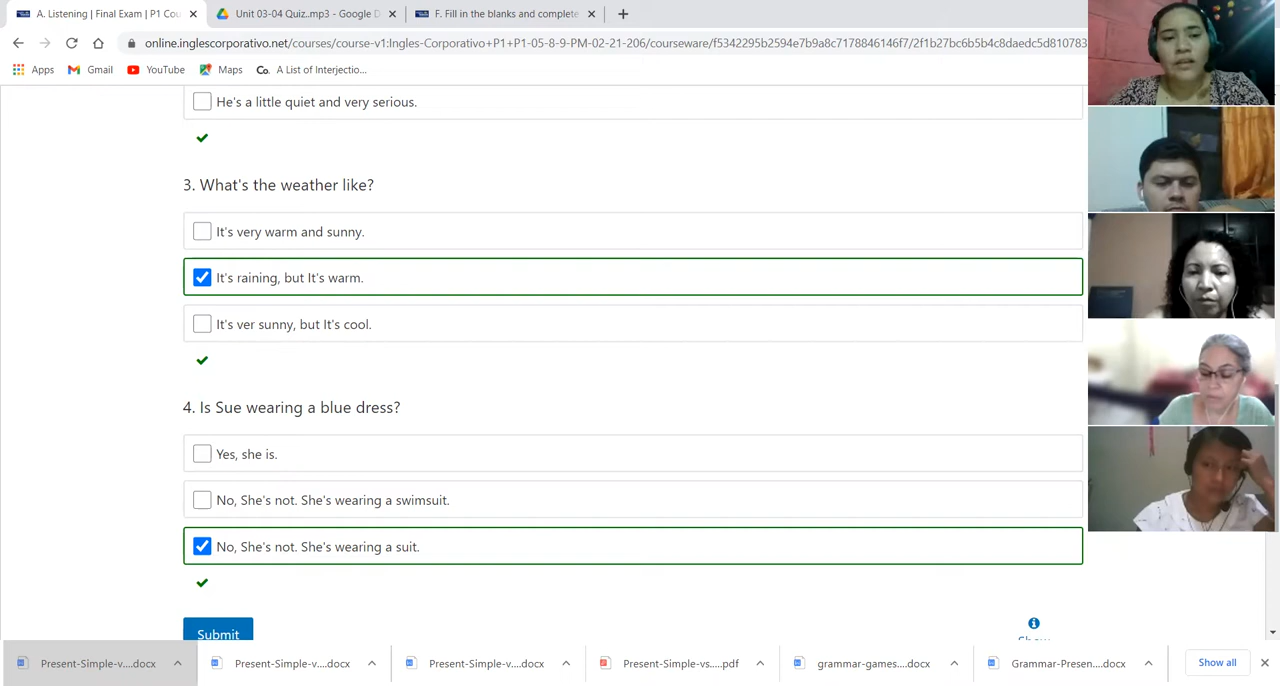 A. Listening | Final Exam | P1 Cou
Unit 03-04 Quiz..mp3 - Google D
F. Fill in the blanks and complete
online.inglescorporativo.net/courses/course-v1:Ingles-Corporativo+P1+P1-05-8-9-PM-02-21-206/courseware/f5342295b2594e7b9a8c7178846146f7/2f1b27bc6b5b4c8daedc5d810783
Apps
Gmail
YouTube
Maps
Co. A List of Interjectio...
He's a little quiet and very serious.
3. What's the weather like?
It's very warm and sunny.
It's raining, but It's warm.
It's ver sunny, but It's cool.
4. Is Sue wearing a blue dress?
Yes, she is.
No, She's not. She's wearing a swimsuit.
No, She's not. She's wearing a suit.
Submit
Show
Present-Simple-v....docx
Present-Simple-v....docx
Present-Simple-v....docx
Present-Simple-vs.....pdf
grammar-games....docx
Grammar-Presen....docx
Show all